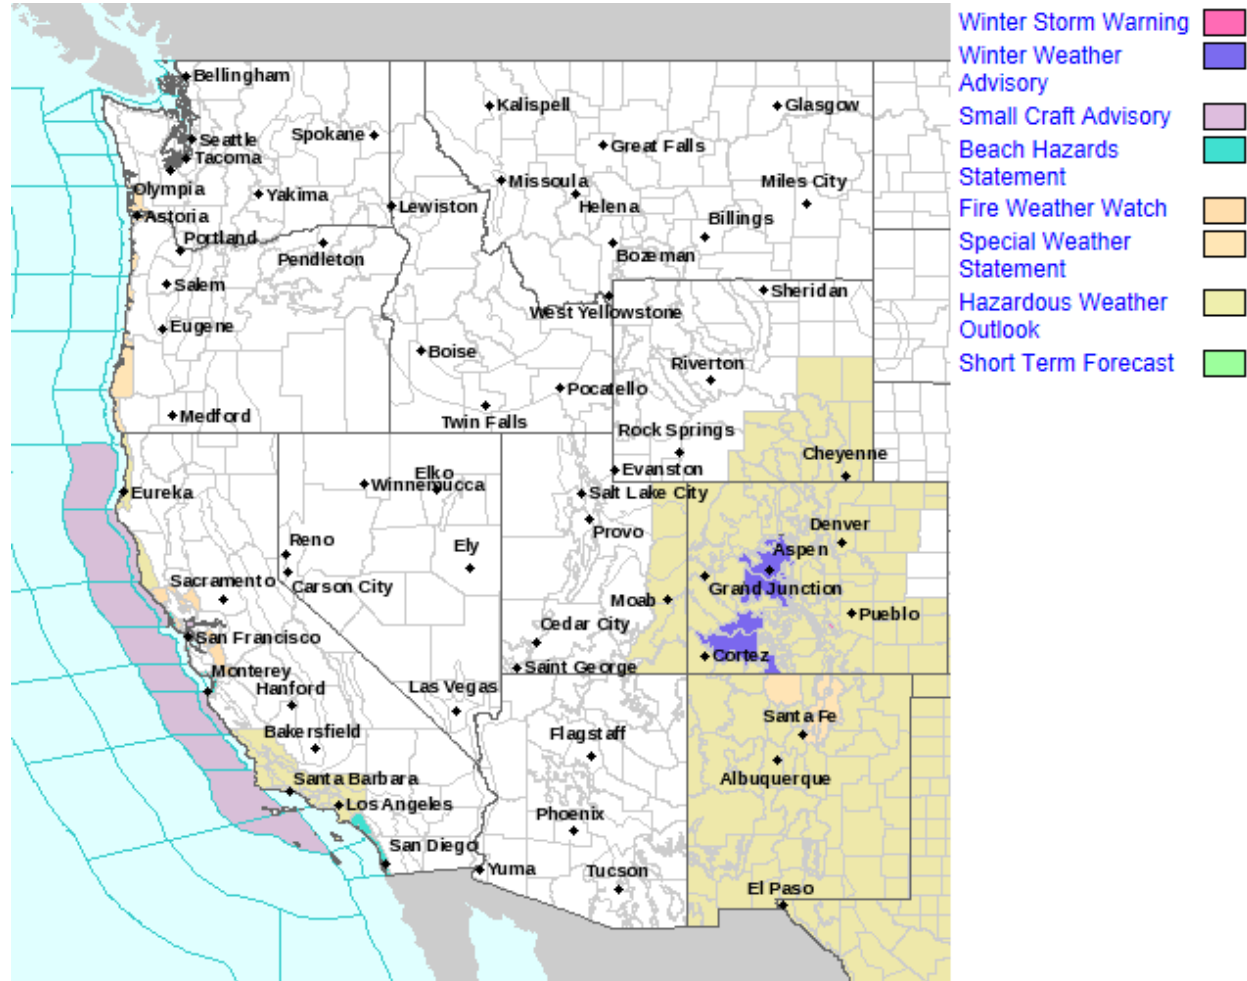 Bellingham
Kalispell
Glasgow
Seattle
Spokane
Great Falls
Tacoma
Missoula
Miles City
Olympia
Yakima
Helena
Astoria
Lewiston
Billings
Portland
Pendleton
Bozeman
Salem
Sheridan
West Yellowstone
Eugene
Boise
Riverton
Pocatello
Medford
Twin Falls
Rock Springs
Cheyenne
Elko
Evanston
Eureka
Winnemucca
Salt Lake City
Provo
Denver
Reno
Ely
Aspen
Sacramento
Carson City
Grand Junction
Moab
Pueblo
Cedar City
San Francisco
Cortez
Saint George
Monterey
Hanford
Las Vegas
Santa Fe
Bakersfield
Flagstaff
Albuquerque
Santa Barbara
Los Angeles
Phoenix
San Diego
Yuma
Tucson
El Paso
Winter Storm Warning
Winter Weather
Advisory
Small Craft Advisory
Beach Hazards
Statement
Fire Weather Watch
Special Weather
Statement
Hazardous Weather
Outlook
Short Term Forecast